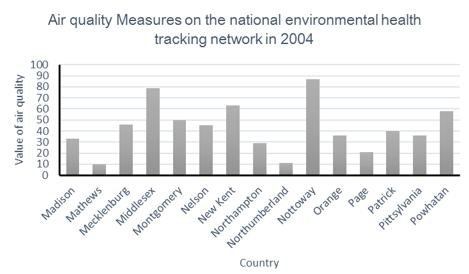 Air quality Measures on the national environmental health
tracking network in 2004
Value of air quality
100
90
80
70
60
50
40
30
20
10
0
Madison
Mathews
Mecklenburg
Middlesex
Montgomery
Nelson
New Kent
Northampton
Northumberland
Nottoway
Orange
Page
Patrick
Pittsylvania
Powhatan
Country